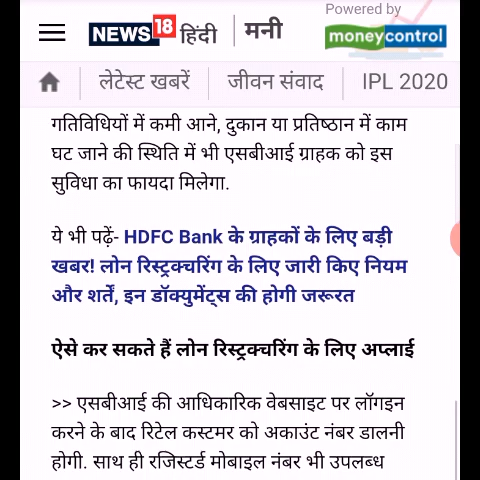 Powered by
NEWS 18 हिंदी मनी moneycontrol
लेटेस्ट खबरें जीवन संवाद IPL 2020
गतिविधियों में कमी आने, दुकान या प्रतिष्ठान में काम
घट जाने की स्थिति में भी एसबीआई ग्राहक को इस
सुविधा का फायदा मिलेगा.
ये भी पढ़ें- HDFC Bank के ग्राहकों के लिए बड़ी
खबर! लोन रिस्ट्रक्चरिंग के लिए जारी किए नियम
और शर्तें, इन डॉक्युमेंट्स की होगी जरूरत
ऐसे कर सकते हैं लोन रिस्ट्रक्चरिंग के लिए अप्लाई
>> एसबीआई की आधिकारिक वेबसाइट पर लॉगइन
करने के बाद रिटेल कस्टमर को अकाउंट नंबर डालनी
होगी. साथ ही रजिस्टर्ड मोबाइल नंबर भी उपलब्ध